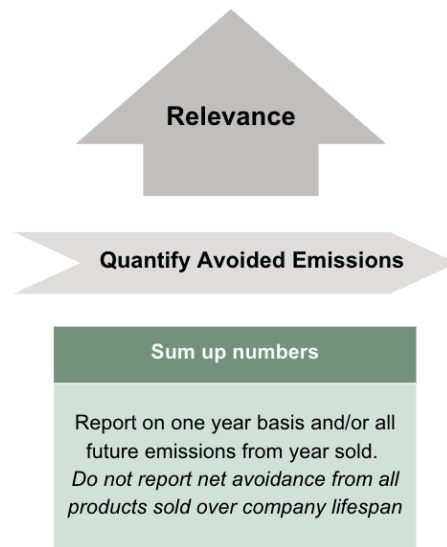 Relevance
Quantify Avoided Emissions
Sum up numbers
Report on one year basis and/or all
future emissions from year sold.
Do not report net avoidance from all
products sold over company lifespan